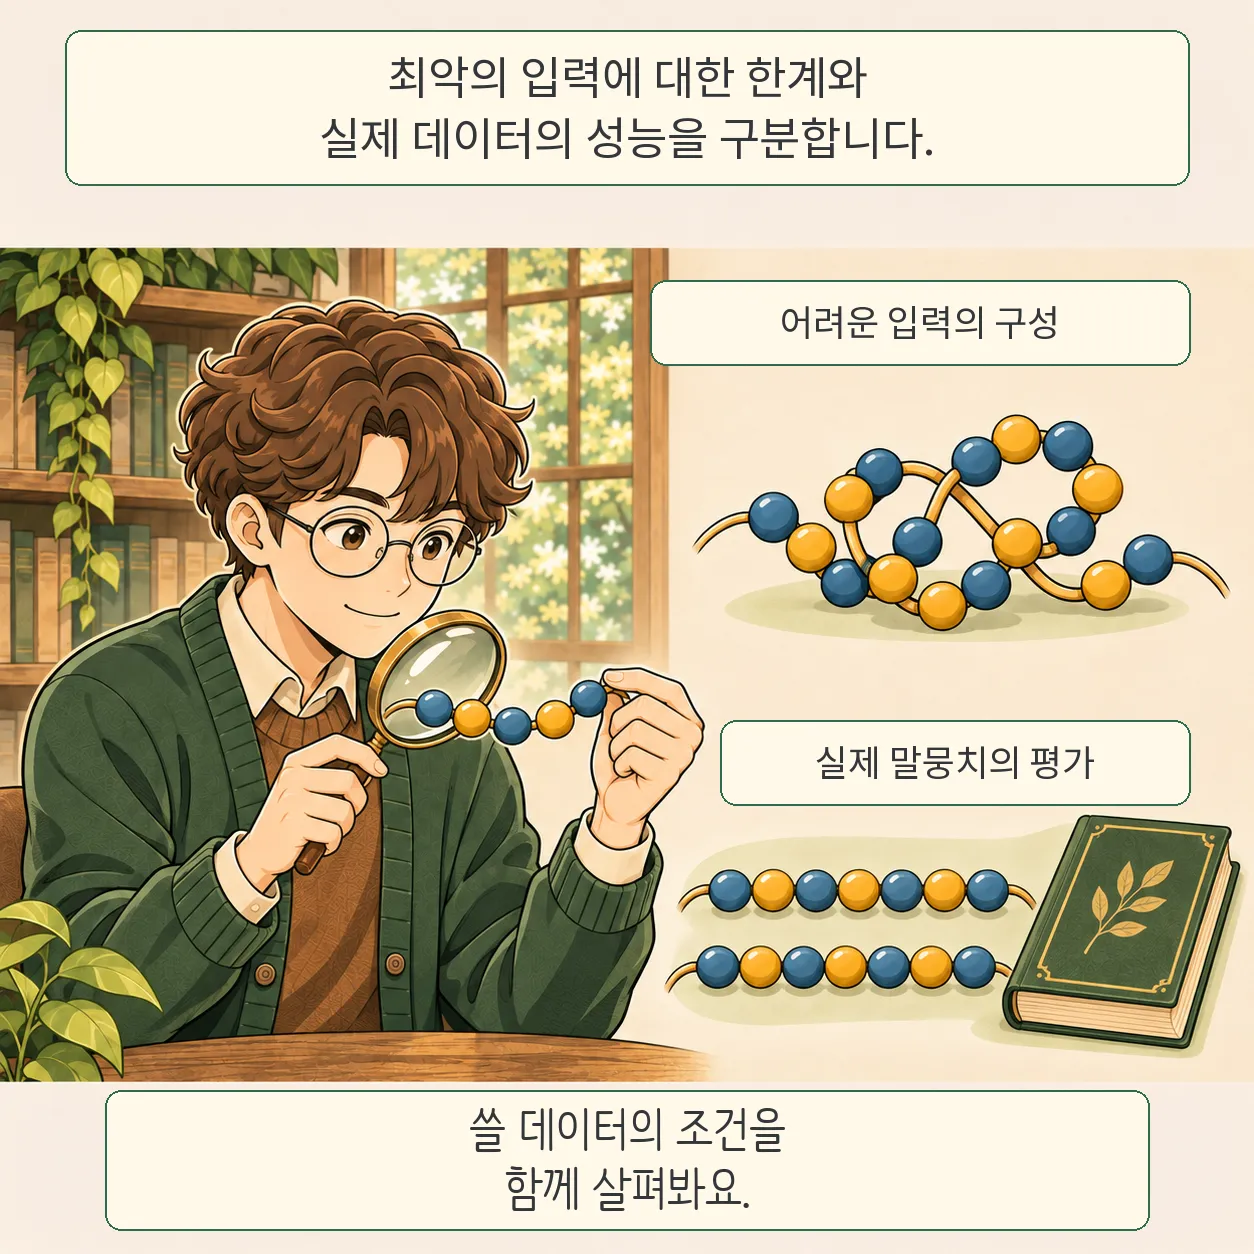 최악의 입력에 대한 한계와
실제 데이터의 성능을 구분합니다.
어려운 입력의 구성
실제 말뭉치의 평가
쓸 데이터의 조건을
함께 살펴봐요.